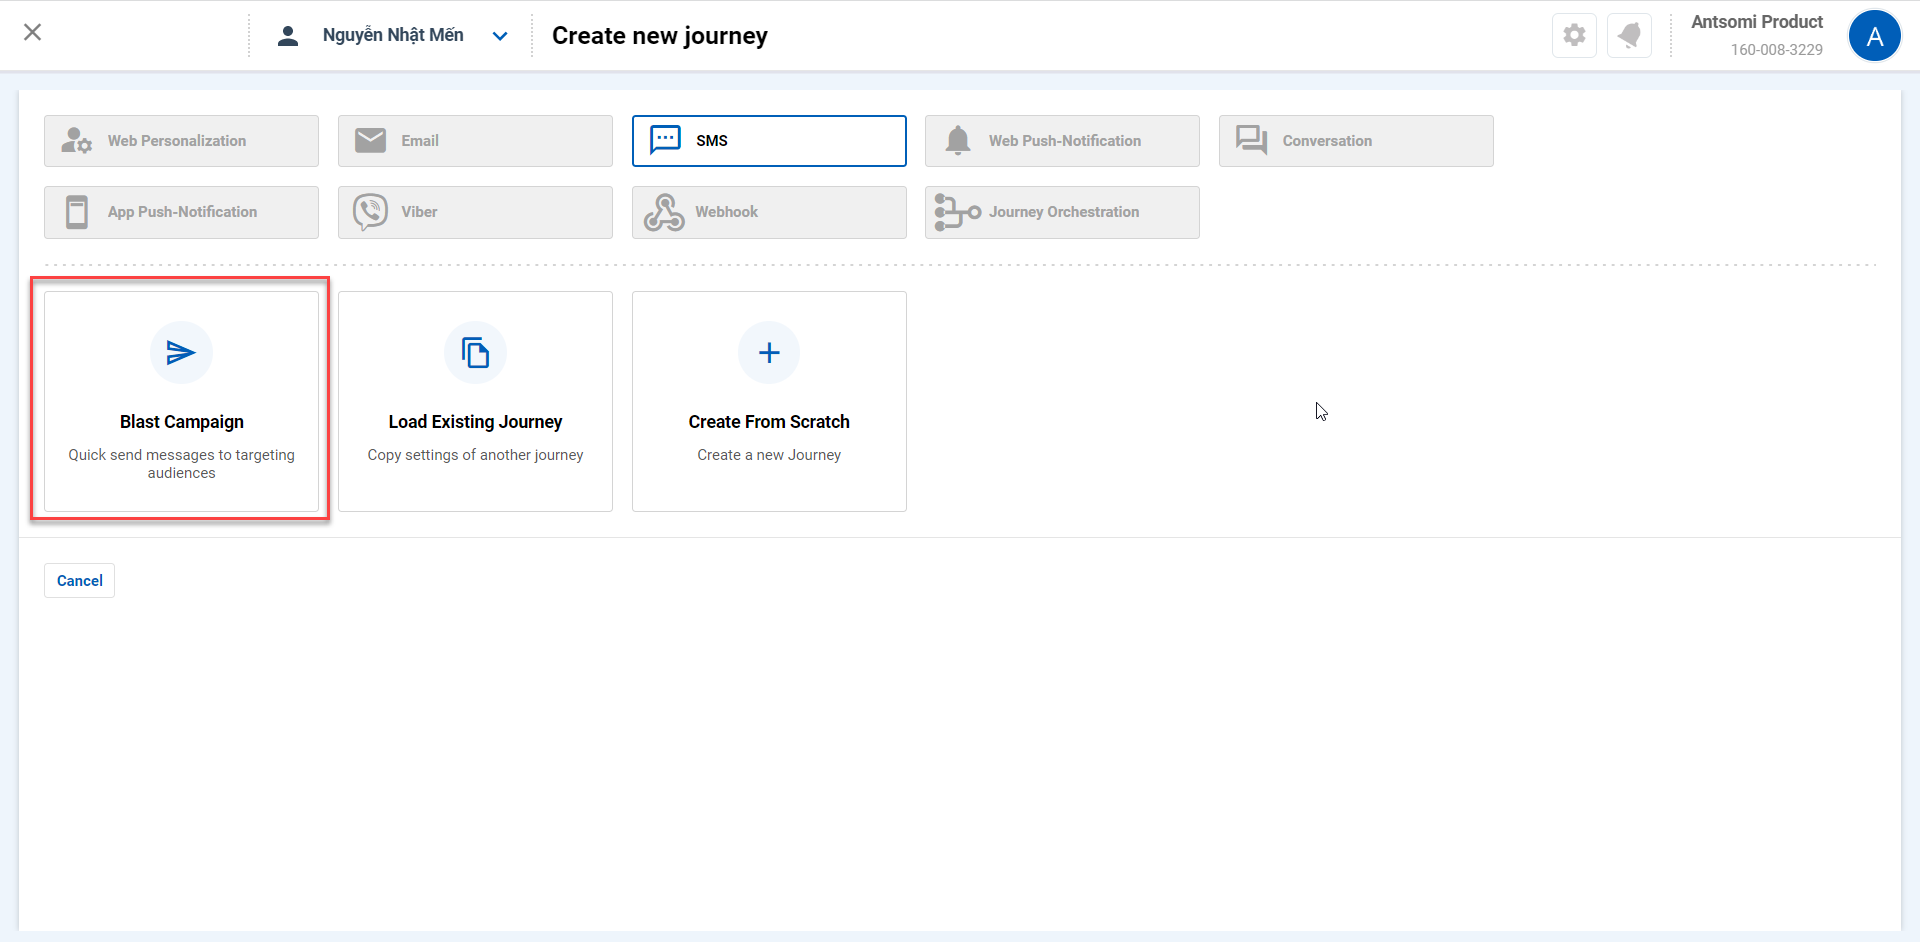 Nguyễn Nhật Mến
Create new journey
Antsomi Product
160-008-3229
A
Web Personalization
Email
SMS
Web Push-Notification
Conversation
App Push-Notification
Viber
Webhook
Journey Orchestration
Blast Campaign
Quick send messages to targeting
audiences
Load Existing Journey
Copy settings of another journey
Create From Scratch
Create a new Journey
Cancel